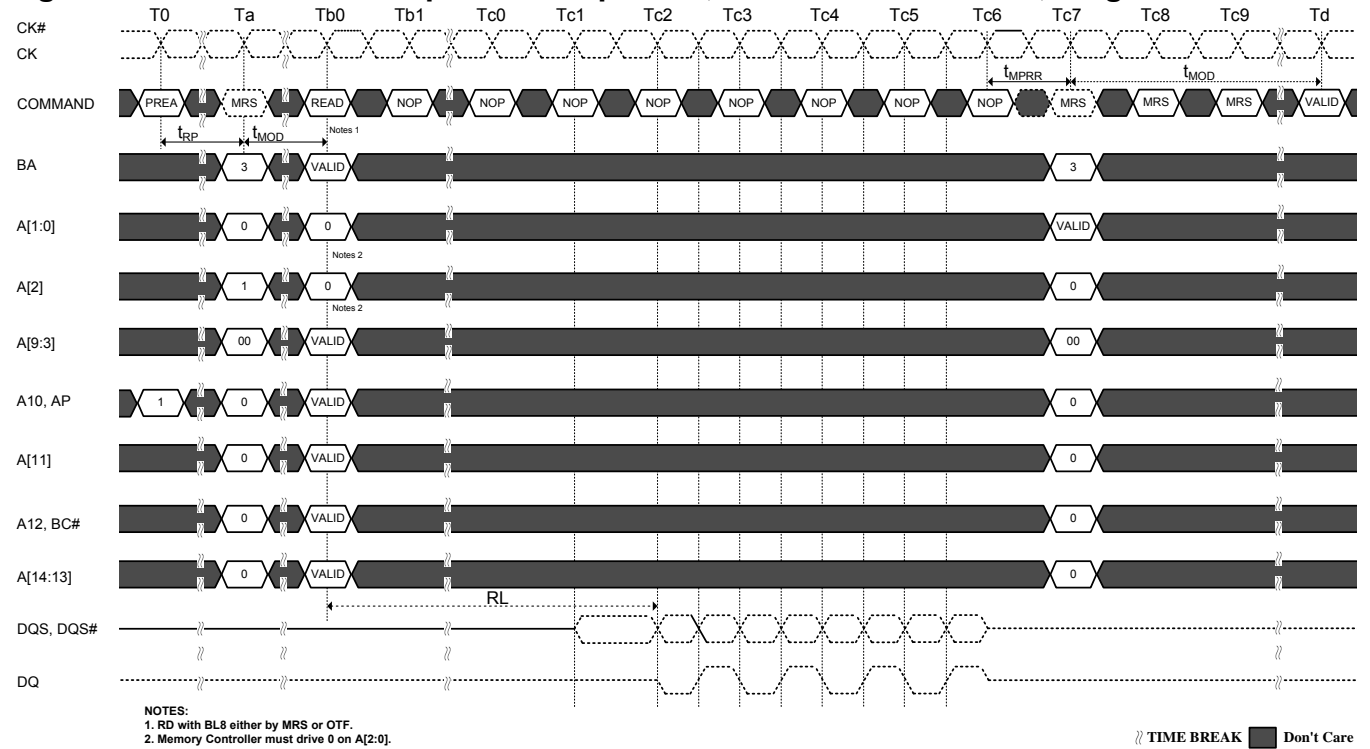 T0 Ta Tb0 Tb1 Tc0 Tc1 Tc2 Tc3 Tc4 Tc5 Tc6 Tc7 Tc8 Tc9 Td
CK#
CK
tMPRR tMOD
COMMAND PREA MRS READ NOP NOP NOP NOP NOP NOP NOP NOP MRS MRS MRS VALID
tRP tMOD Notes 1
BA 3 VALID 3
A[1:0] 0 0 VALID
Notes 2
A[2] 1 0 0
Notes 2
A[9:3] 00 VALID 00
A10, AP 1 0 VALID 0
A[11] 0 VALID 0
A12, BC# 0 VALID 0
A[14:13] 0 VALID 0
RL
DQS, DQS#
DQ
NOTES:
1. RD with BL8 either by MRS or OTF.
2. Memory Controller must drive 0 on A[2:0].
TIME BREAK Don't Care